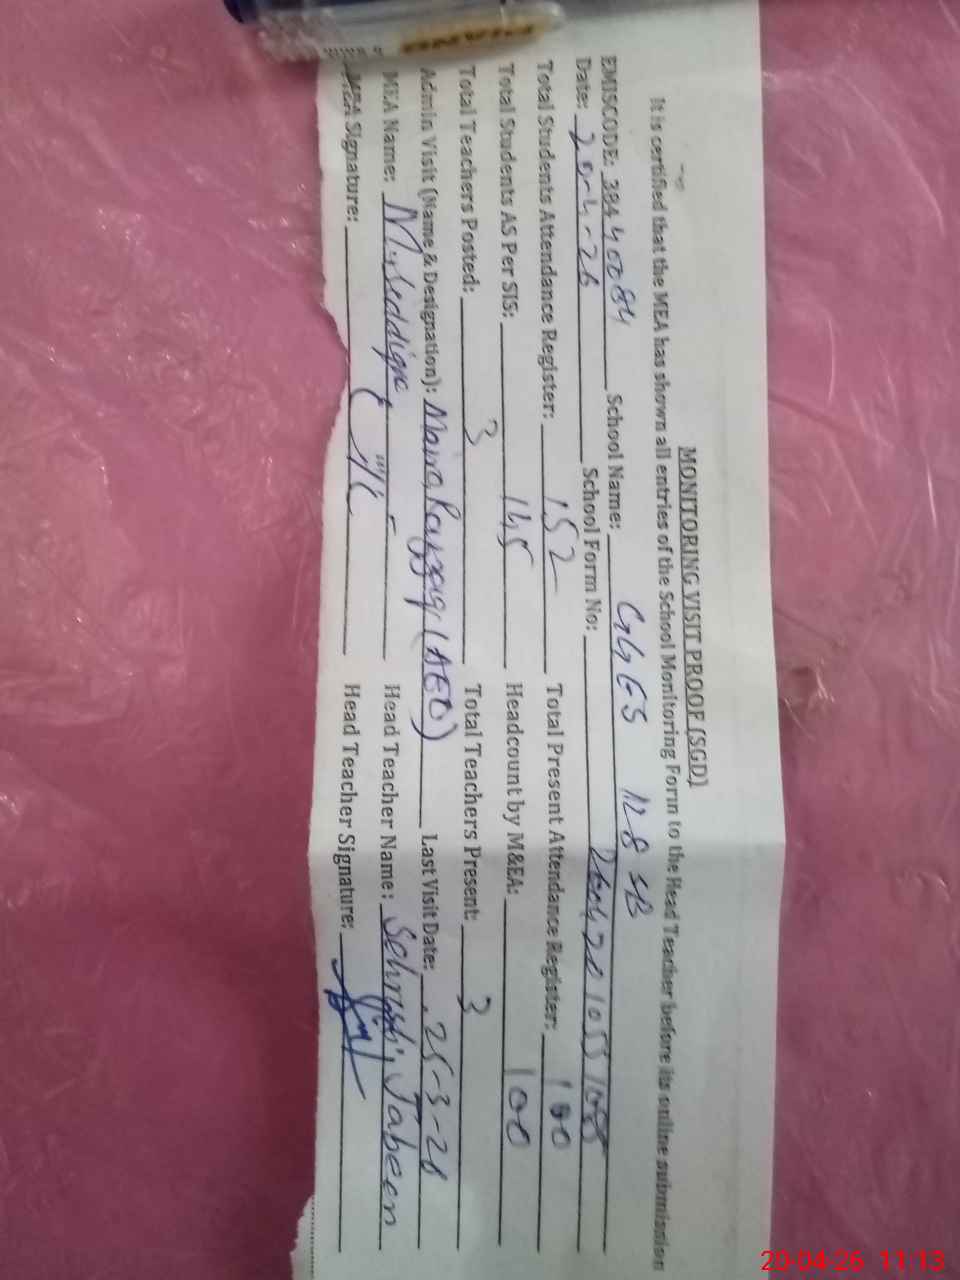 MONITORING VISIT PROOF (SGD)
It is certified that the MEA has shown all entries of the School Monitoring Form to the Head Teacher before its online submission
EMISCODE: 38440084 School Name: GGES 128 SB
Date: 20-4-26 School Form No:
Total Students Attendance Register: 152 Total Present Attendance Register: 100
Total Students AS Per SIS: 145 Headcount by M&EA: 100
Total Teachers Posted: 3 Total Teachers Present: 3
Admin Visit (Name & Designation): Maira Razzaq (AEO) Last Visit Date: 25-3-26
MEA Name: M. Seddique Head Teacher Name: Jabeen
MEA Signature: Head Teacher Signature:
PIANO
20-04-26 11:13